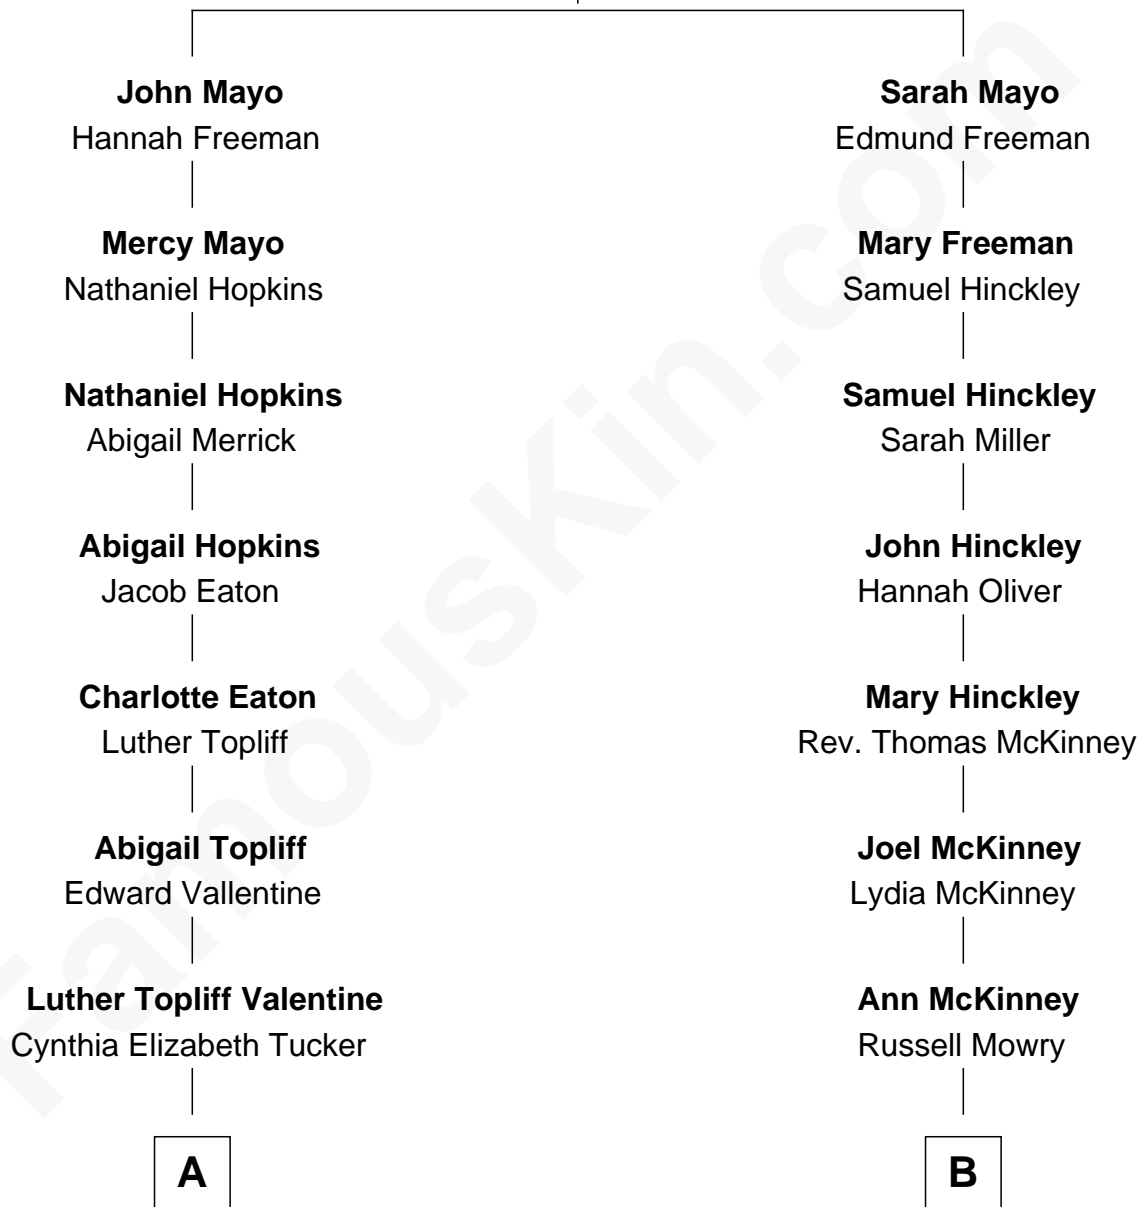 John Mayo
Hannah Freeman
Mercy Mayo
Nathaniel Hopkins
Nathaniel Hopkins
Abigail Merrick
Abigail Hopkins
Jacob Eaton
Charlotte Eaton
Luther Topliff
Abigail Topliff
Edward Vallentine
Luther Topliff Valentine
Cynthia Elizabeth Tucker
A
Sarah Mayo
Edmund Freeman
Mary Freeman
Samuel Hinckley
Samuel Hinckley
Sarah Miller
John Hinckley
Hannah Oliver
Mary Hinckley
Rev. Thomas McKinney
Joel McKinney
Lydia McKinney
Ann McKinney
Russell Mowry
B
FamousKin.com